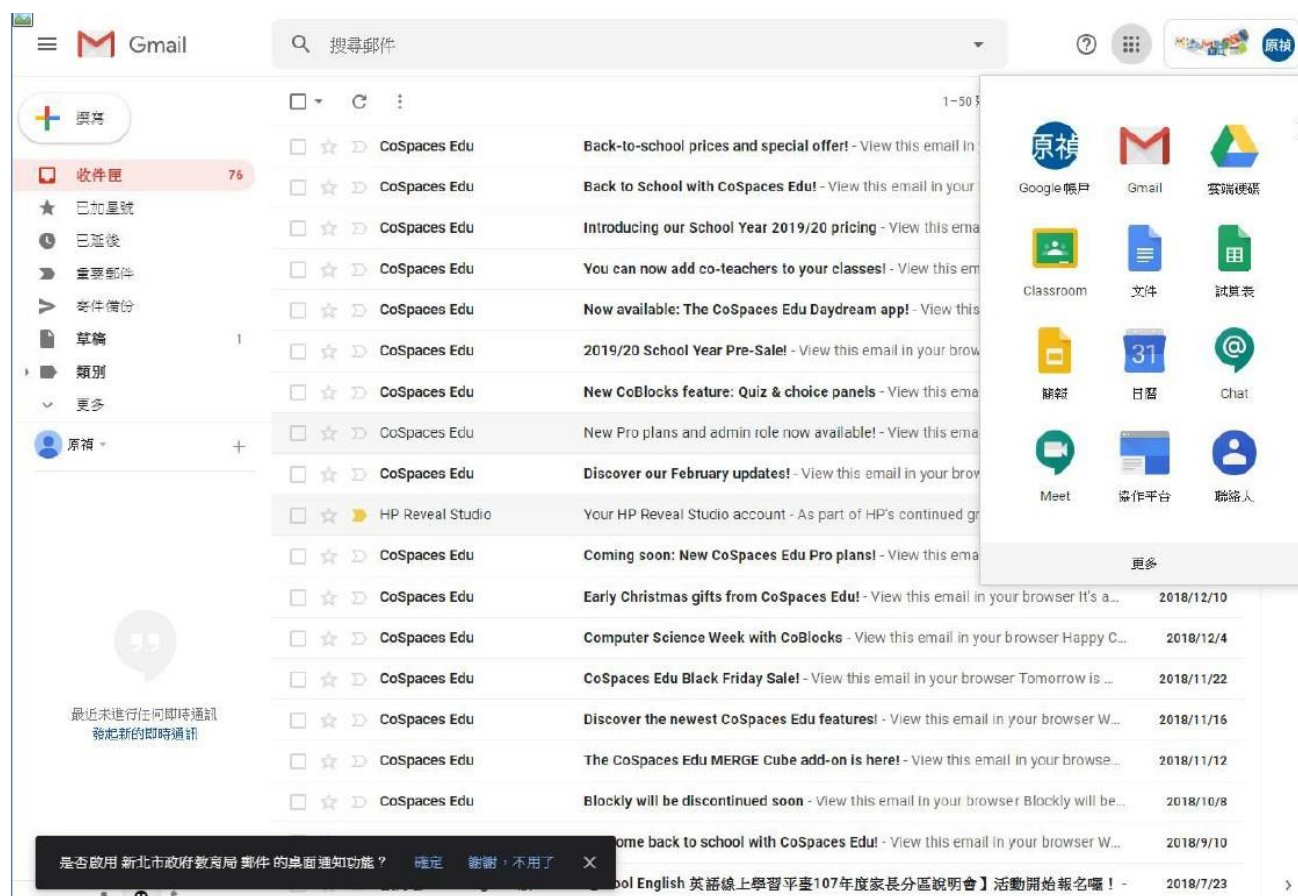 Gmail
搜尋郵件
原禎
撰寫
收件匣 76
已加星號
已延後
重要郵件
寄件備份
草稿 1
類別
更多
原禎
最近未進行任何即時通訊
發起新的即時通訊
1-50
CoSpaces Edu Back-to-school prices and special offer! - View this email in
CoSpaces Edu Back to School with CoSpaces Edu! - View this email in your
CoSpaces Edu Introducing our School Year 2019/20 pricing - View this ema
CoSpaces Edu You can now add co-teachers to your classes! - View this em
CoSpaces Edu Now available: The CoSpaces Edu Daydream app! - View this
CoSpaces Edu 2019/20 School Year Pre-Sale! - View this email in your brow
CoSpaces Edu New CoBlocks feature: Quiz & choice panels - View this ema
CoSpaces Edu New Pro plans and admin role now available! - View this ema
CoSpaces Edu Discover our February updates! - View this email in your brow
HP Reveal Studio Your HP Reveal Studio account - As part of HP's continued gr
CoSpaces Edu Coming soon: New CoSpaces Edu Pro plans! - View this ema
CoSpaces Edu Early Christmas gifts from CoSpaces Edu! - View this email in your browser It's a... 2018/12/10
CoSpaces Edu Computer Science Week with CoBlocks - View this email in your browser Happy C... 2018/12/4
CoSpaces Edu CoSpaces Edu Black Friday Sale! - View this email in your browser Tomorrow is ... 2018/11/22
CoSpaces Edu Discover the newest CoSpaces Edu features! - View this email in your browser W... 2018/11/16
CoSpaces Edu The CoSpaces Edu MERGE Cube add-on is here! - View this email in your browse... 2018/11/12
CoSpaces Edu Blockly will be discontinued soon - View this email in your browser Blockly will be... 2018/10/8
ome back to school with CoSpaces Edu! - View this email in your browser W... 2018/9/10
ool English 英語線上學習平臺107年度家長分區說明會】活動開始報名囉！ - 2018/7/23
是否啟用 新北市政府教育局 郵件 的桌面通知功能？ 確定 謝謝，不用了
原禎
Google 帳戶 Gmail 雲端硬碟
Classroom 文件 試算表
31
簡報 日曆 Chat
Meet 協作平台 聯絡人
更多